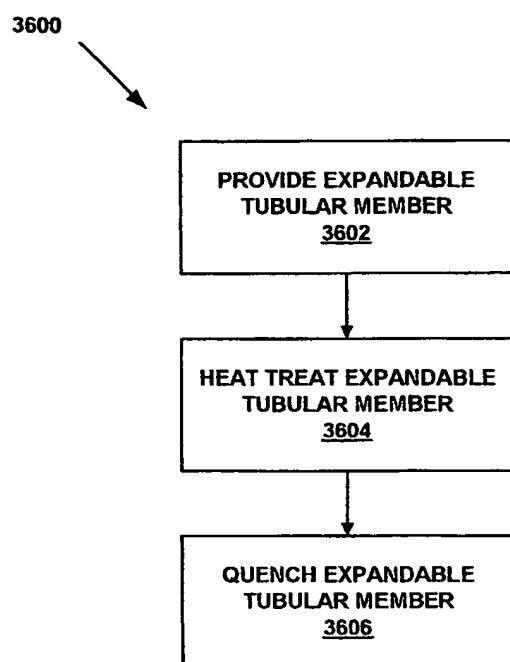 3600
PROVIDE EXPANDABLE
TUBULAR MEMBER
3602
HEAT TREAT EXPANDABLE
TUBULAR MEMBER
3604
QUENCH EXPANDABLE
TUBULAR MEMBER
3606